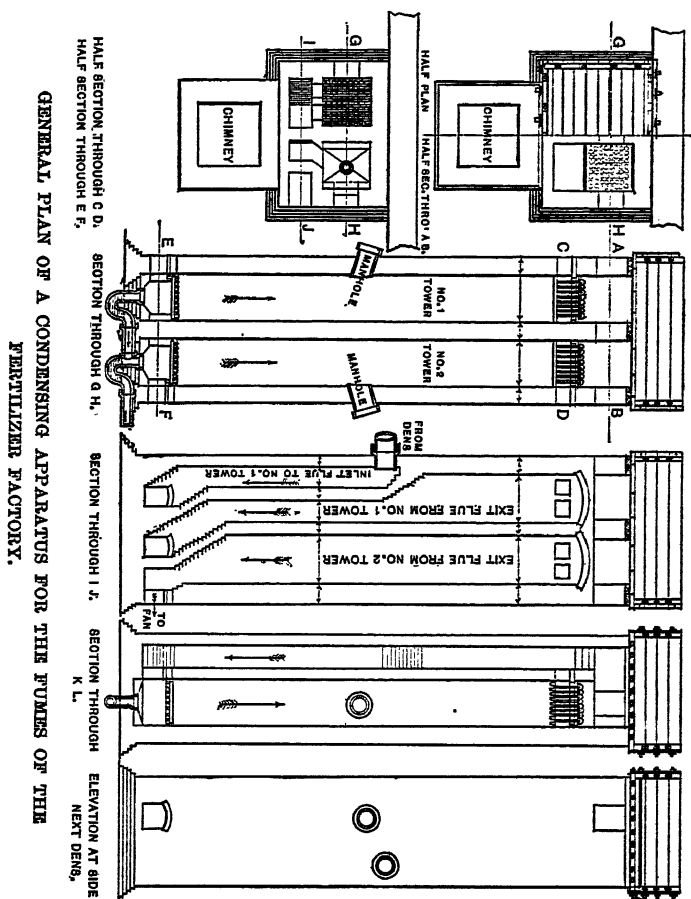 G
H
CHIMNEY
HALF PLAN
HALF SEC. THRO' A.B.
I
G
J
H
CHIMNEY
HALF SECTION THROUGH C D.
HALF SECTION THROUGH E F.
A
B
C
D
NO.1
TOWER
NO.2
TOWER
MANHOLE
MANHOLE
E
F
SECTION THROUGH G H.
FROM
DENS
INLET FLUE TO NO.1 TOWER
EXIT FLUE FROM NO.1 TOWER
EXIT FLUE FROM NO.2 TOWER
TO
FAN
SECTION THROUGH I J.
SECTION THROUGH
K L.
ELEVATION AT SIDE
NEXT DENS,
GENERAL PLAN OF A CONDENSING APPARATUS FOR THE FUMES OF THE
FERTILIZER FACTORY.